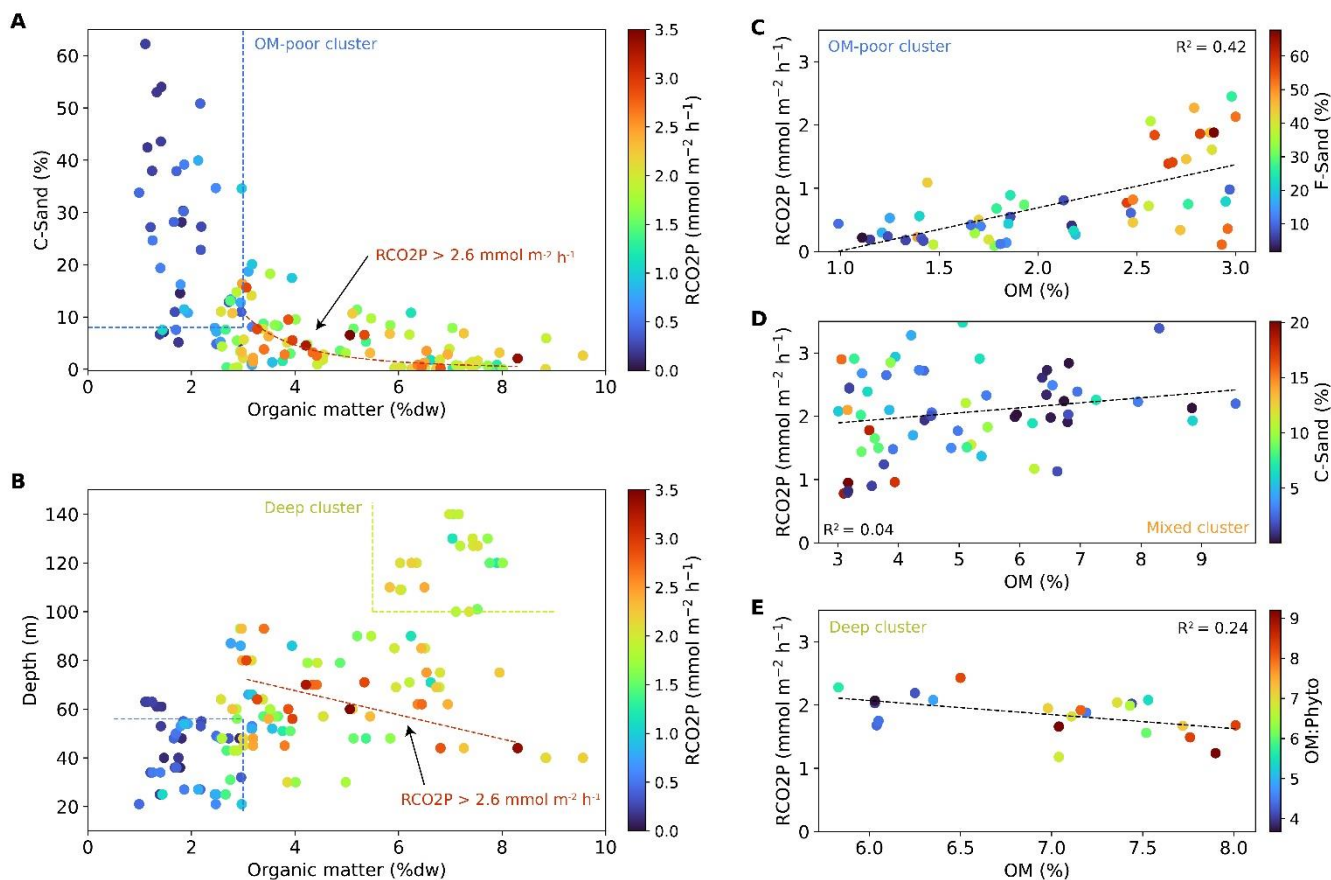 A
OM-poor cluster
RCO2P > 2.6 mmol m⁻² h⁻¹
C-Sand (%)
60
50
40
30
20
10
0
0 2 4 6 8 10
Organic matter (%dw)
3.5
3.0
2.5
2.0
1.5
1.0
0.5
0.0
RCO2P (mmol m⁻² h⁻¹)
B
Deep cluster
RCO2P > 2.6 mmol m⁻² h⁻¹
Depth (m)
140
120
100
80
60
40
20
0 2 4 6 8 10
Organic matter (%dw)
3.5
3.0
2.5
2.0
1.5
1.0
0.5
0.0
RCO2P (mmol m⁻² h⁻¹)
C
OM-poor cluster
R² = 0.42
RCO2P (mmol m⁻² h⁻¹)
3
2
1
0
1.0 1.5 2.0 2.5 3.0
OM (%)
60
50
40
30
20
10
F-Sand (%)
D
R² = 0.04
Mixed cluster
RCO2P (mmol m⁻² h⁻¹)
3
2
1
0
3 4 5 6 7 8 9
OM (%)
20
15
10
5
C-Sand (%)
E
Deep cluster
R² = 0.24
RCO2P (mmol m⁻² h⁻¹)
3
2
1
0
6.0 6.5 7.0 7.5 8.0
OM (%)
9
8
7
6
5
4
OM:Phyto